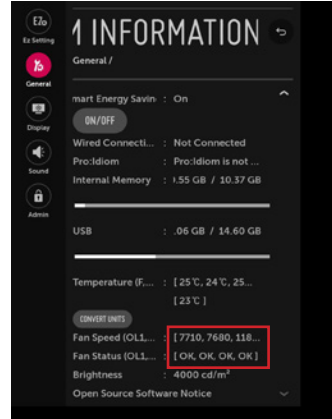 EZo
Ez Setting
General
Display
Sound
Admin
M INFORMATION
General /
mart Energy Savin : On
ON/OFF
Wired Connecti... : Not Connected
Pro:Idiom : Pro:Idiom is not ...
Internal Memory : 1.55 GB / 10.37 GB
USB : .06 GB / 14.60 GB
Temperature (F,... : [ 25℃, 24℃, 25...
[ 23℃ ]
CONVERT UNITS
Fan Speed (OL1,... : [ 7710, 7680, 118...
Fan Status (OL1,... : [ OK, OK, OK, OK ]
Brightness : 4000 cd/m²
Open Source Software Notice